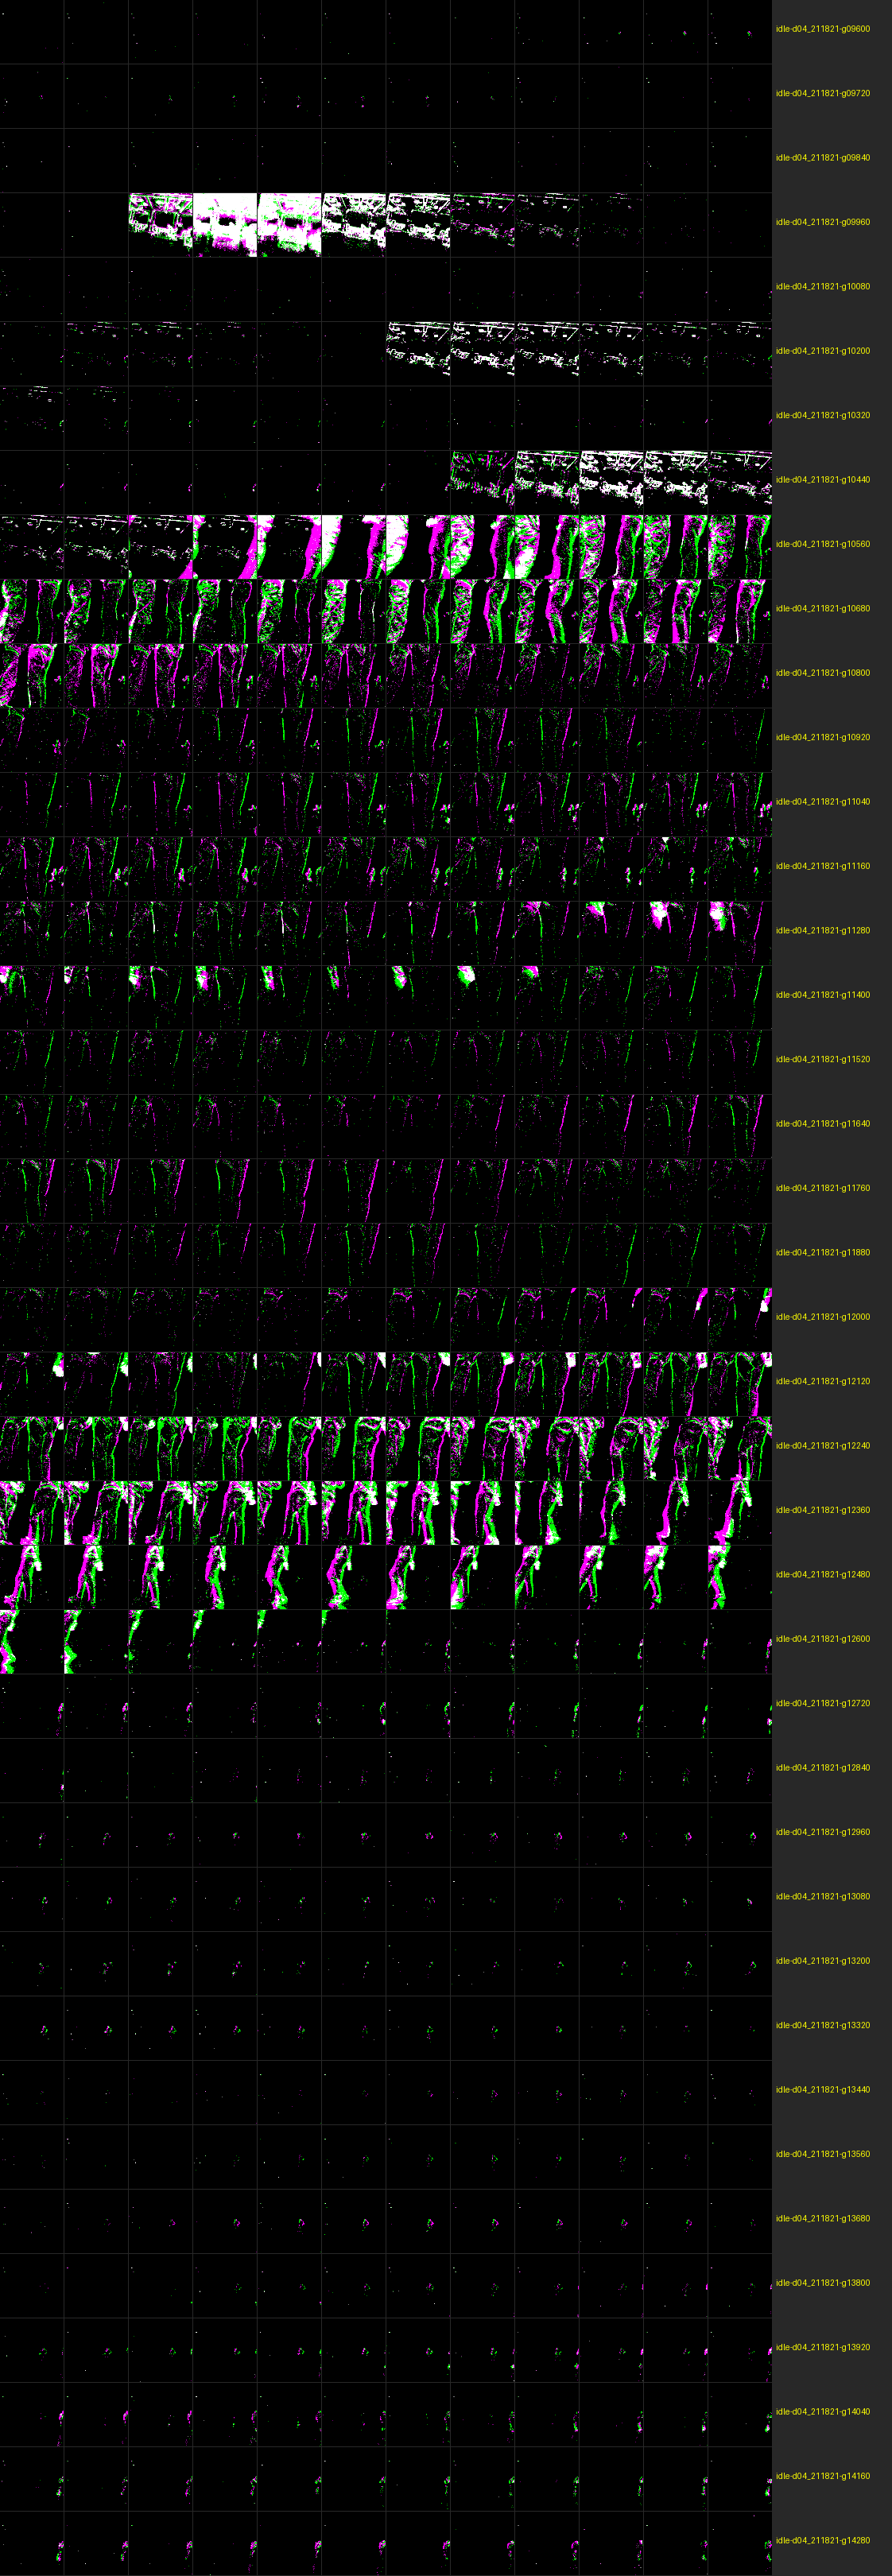 idle-d04_211821-g09600
idle-d04_211821-g09720
idle-d04_211821-g09840
idle-d04_211821-g09960
idle-d04_211821-g10080
idle-d04_211821-g10200
idle-d04_211821-g10320
idle-d04_211821-g10440
idle-d04_211821-g10560
idle-d04_211821-g10680
idle-d04_211821-g10800
idle-d04_211821-g10920
idle-d04_211821-g11040
idle-d04_211821-g11160
idle-d04_211821-g11280
idle-d04_211821-g11400
idle-d04_211821-g11520
idle-d04_211821-g11640
idle-d04_211821-g11760
idle-d04_211821-g11880
idle-d04_211821-g12000
idle-d04_211821-g12120
idle-d04_211821-g12240
idle-d04_211821-g12360
idle-d04_211821-g12480
idle-d04_211821-g12600
idle-d04_211821-g12720
idle-d04_211821-g12840
idle-d04_211821-g12960
idle-d04_211821-g13080
idle-d04_211821-g13200
idle-d04_211821-g13320
idle-d04_211821-g13440
idle-d04_211821-g13560
idle-d04_211821-g13680
idle-d04_211821-g13800
idle-d04_211821-g13920
idle-d04_211821-g14040
idle-d04_211821-g14160
idle-d04_211821-g14280